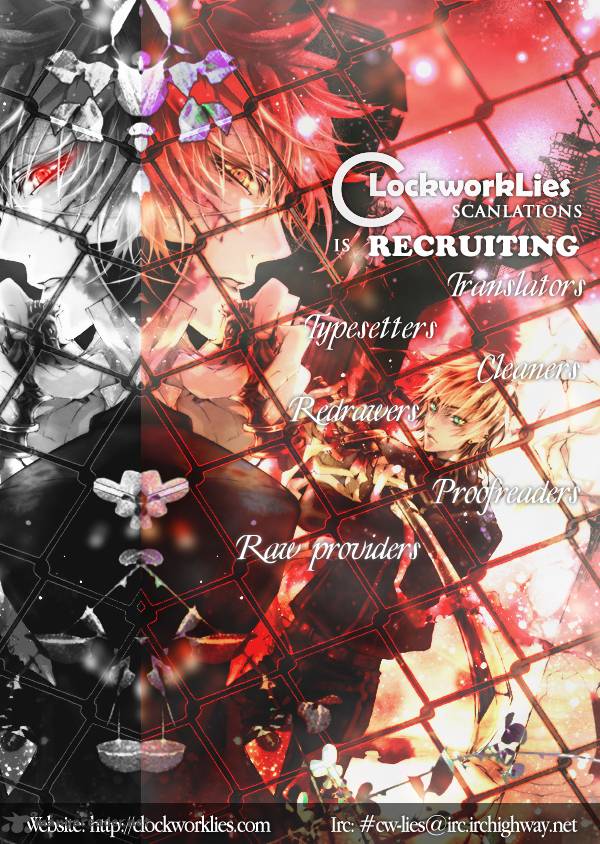 ClockworkLies
SCANLATIONS
IS RECRUITING
Translators
Typesetters
Cleaners
Redrawers
Proofreaders
Raw providers
Website: http://clockworklies.com
Irc: #cw-lies@irc.irchighway.net